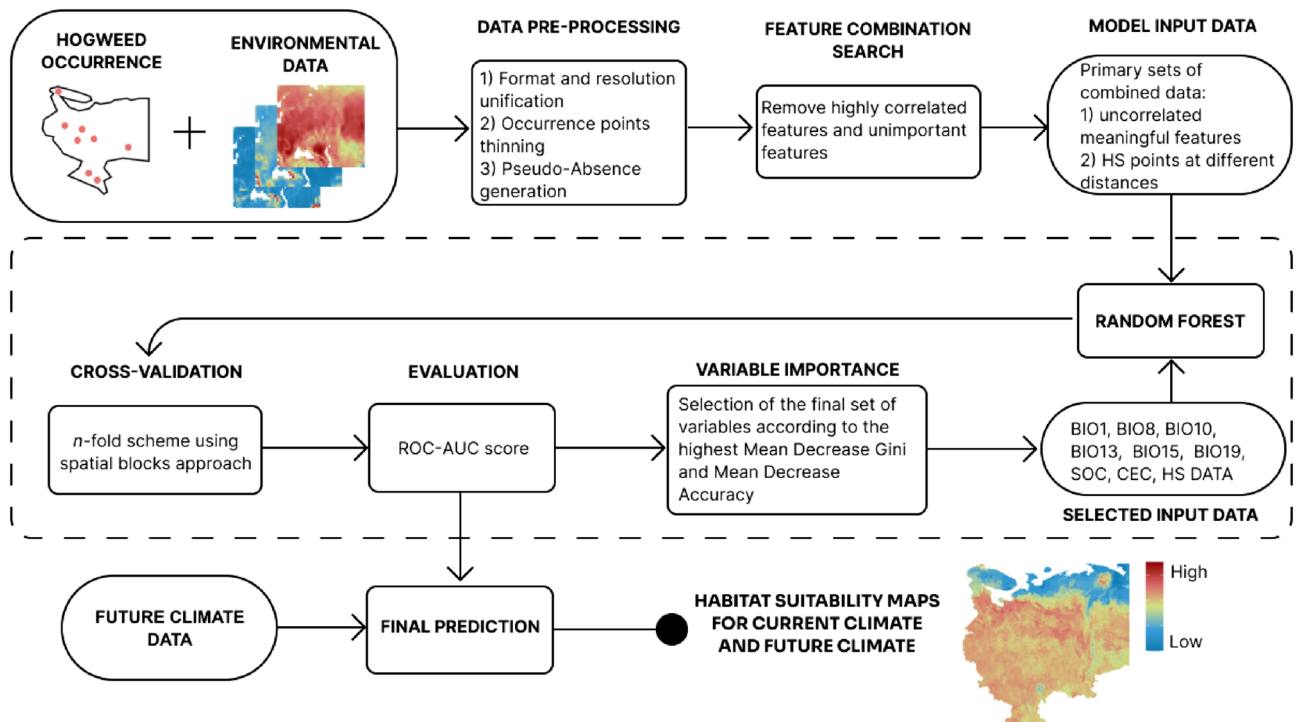 HOGWEED
OCCURRENCE
ENVIRONMENTAL
DATA
DATA PRE-PROCESSING
1) Format and resolution
unification
2) Occurrence points
thinning
3) Pseudo-Absence
generation
FEATURE COMBINATION
SEARCH
Remove highly correlated
features and unimportant
features
MODEL INPUT DATA
Primary sets of
combined data:
1) uncorrelated
meaningful features
2) HS points at different
distances
RANDOM FOREST
CROSS-VALIDATION
n-fold scheme using
spatial blocks approach
EVALUATION
ROC-AUC score
VARIABLE IMPORTANCE
Selection of the final set of
variables according to the
highest Mean Decrease Gini
and Mean Decrease
Accuracy
BIO1, BIO8, BIO10,
BIO13, BIO15, BIO19,
SOC, CEC, HS DATA
SELECTED INPUT DATA
FUTURE CLIMATE
DATA
FINAL PREDICTION
HABITAT SUITABILITY MAPS
FOR CURRENT CLIMATE
AND FUTURE CLIMATE
High
Low